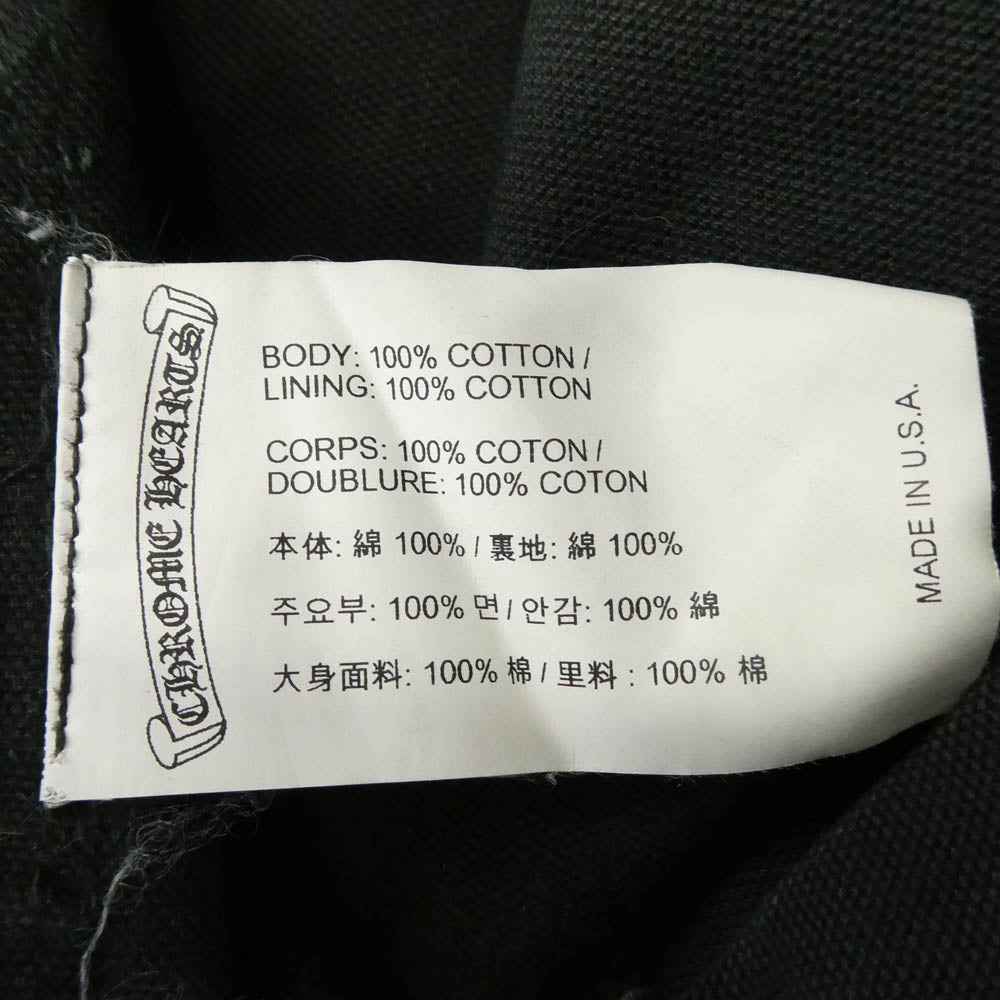 CHROME HEARTS
BODY: 100% COTTON /
LINING: 100% COTTON
CORPS: 100% COTON /
DOUBLURE: 100% COTON
本体: 綿 100% / 裏地: 綿 100%
주요부: 100% 면 / 안감: 100% 綿
大身面料: 100% 棉 / 里料 : 100% 棉
MADE IN U.S.A.